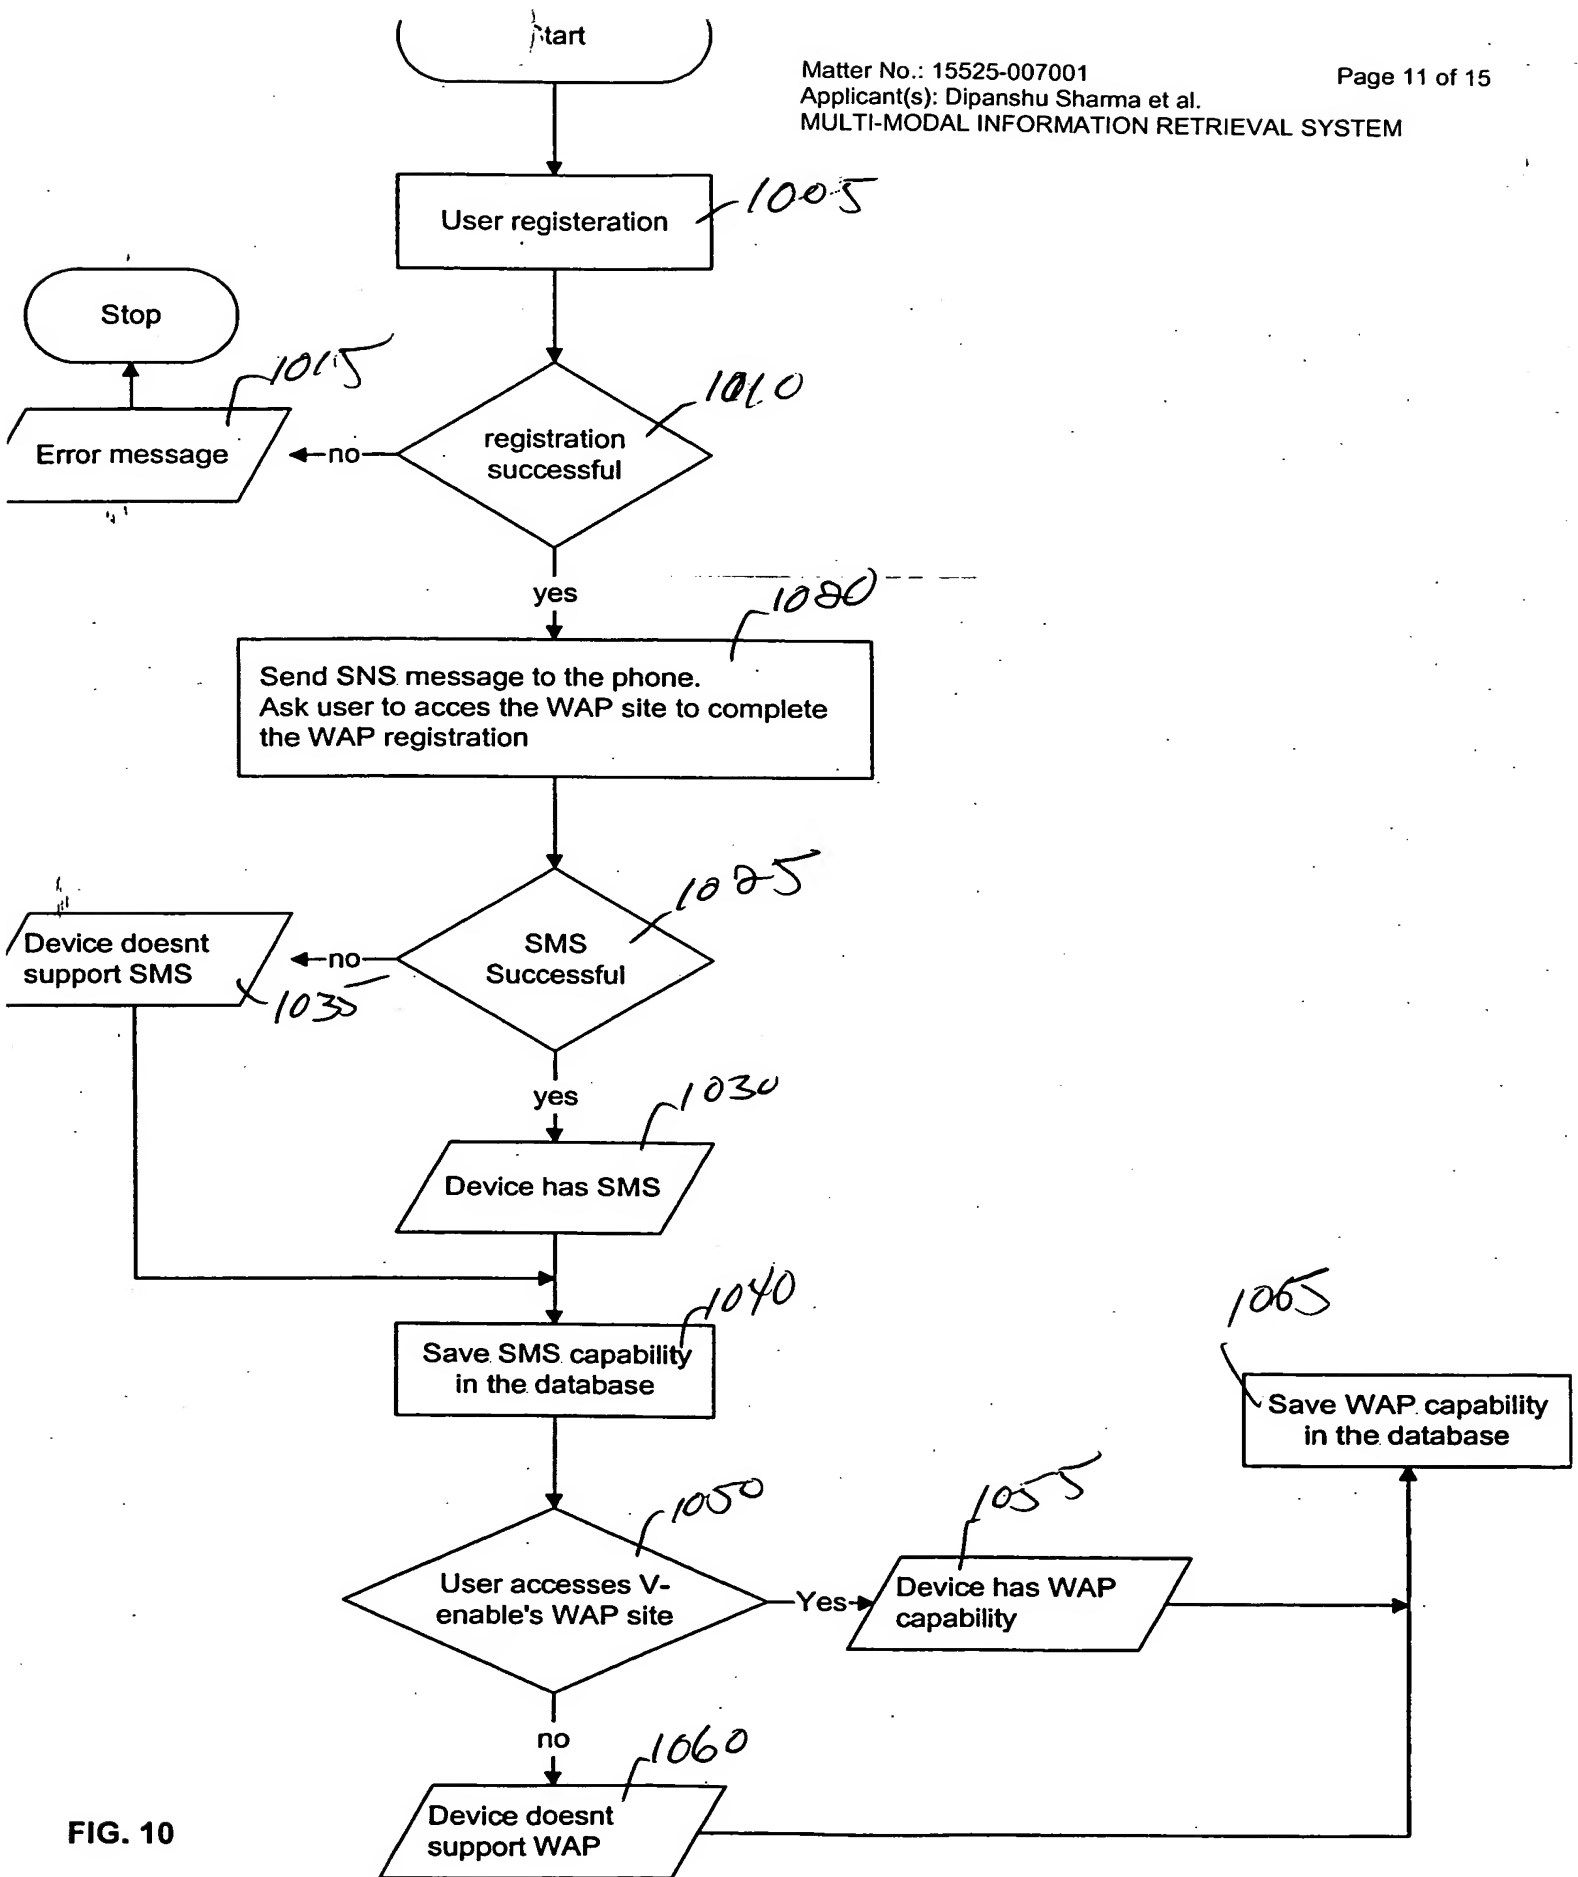 tart
Matter No.: 15525-007001
Page 11 of 15
Applicant(s): Dipanshu Sharma et al.
MULTI-MODAL INFORMATION RETRIEVAL SYSTEM
User registeration
1005
Stop
1015
1010
Error message
no
registration
successful
yes
1020
Send SNS message to the phone.
Ask user to acces the WAP site to complete
the WAP registration
1025
Device doesnt
support SMS
no
SMS
Successful
1035
yes
1030
Device has SMS
1040
Save SMS capability
in the database
1065
Save WAP capability
in the database
1050
1055
User accesses V-
enable's WAP site
Yes
Device has WAP
capability
no
1060
Device doesnt
support WAP
FIG. 10